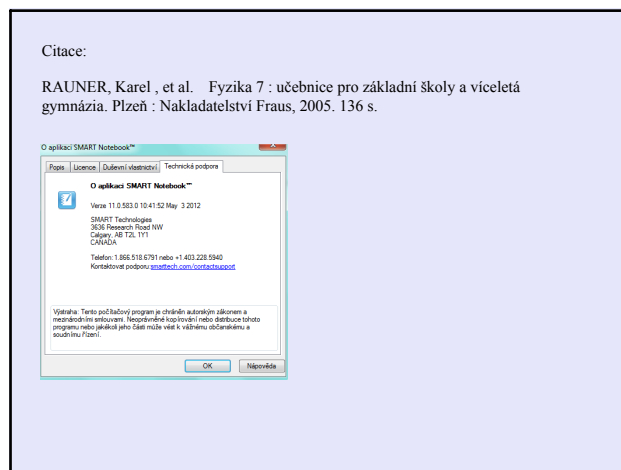 Citace:
RAUNER, Karel , et al. Fyzika 7 : učebnice pro základní školy a víceletá
gymnázia. Plzeň : Nakladatelství Fraus, 2005. 136 s.
O aplikaci SMART Notebook™
Popis Licence Duševní vlastnictví Technická podpora
O aplikaci SMART Notebook™
Verze 11.0.583.0 10:41:52 May 3 2012
SMART Technologies
3636 Research Road NW
Calgary, AB T2L 1Y1
CANADA
Telefon: 1.866.518.6791 nebo +1.403.228.5940
Kontaktovat podporu:smarttech.com/contactsupport
Výstraha: Tento počítačový program je chráněn autorským zákonem a
mezinárodními smlouvami. Neoprávněné kopírování nebo distribuce tohoto
programu nebo jakékoli jeho části může vést k vážnému občanskému a
soudnímu řízení.
OK Nápověda